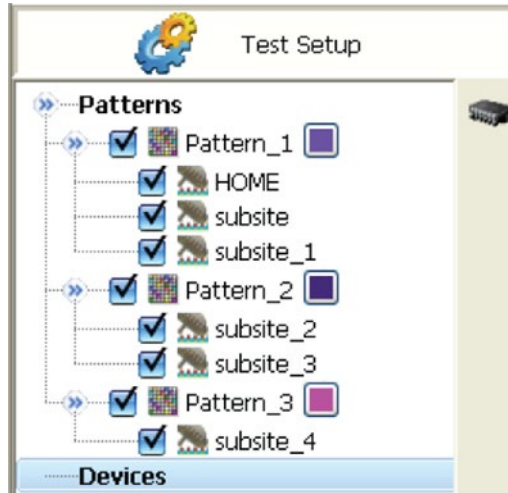 Test Setup
Patterns
Pattern_1
HOME
subsite
subsite_1
Pattern_2
subsite_2
subsite_3
Pattern_3
subsite_4
Devices